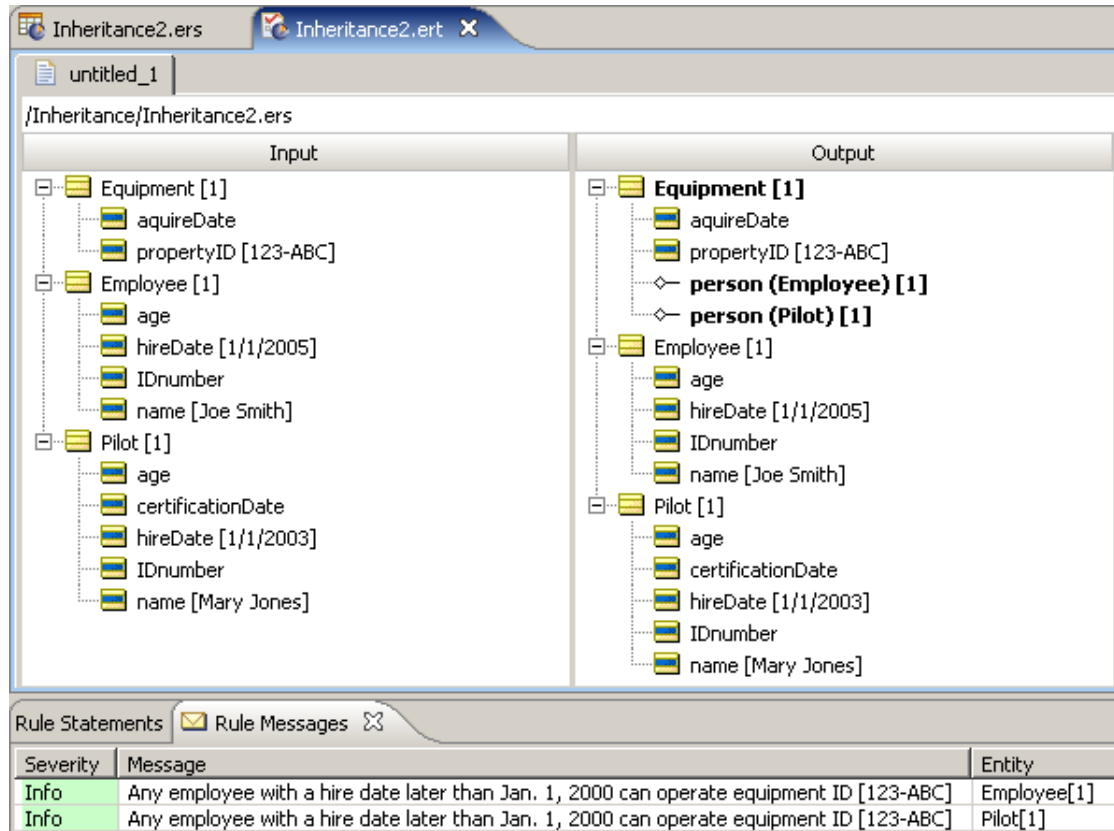 Inheritance2.ers Inheritance2.ert
untitled_1
/Inheritance/Inheritance2.ers
Input
Equipment [1]
aquireDate
propertyID [123-ABC]
Employee [1]
age
hireDate [1/1/2005]
IDnumber
name [Joe Smith]
Pilot [1]
age
certificationDate
hireDate [1/1/2003]
IDnumber
name [Mary Jones]
Output
Equipment [1]
aquireDate
propertyID [123-ABC]
person (Employee) [1]
person (Pilot) [1]
Employee [1]
age
hireDate [1/1/2005]
IDnumber
name [Joe Smith]
Pilot [1]
age
certificationDate
hireDate [1/1/2003]
IDnumber
name [Mary Jones]
Rule Statements Rule Messages
Severity Message Entity
Info Any employee with a hire date later than Jan. 1, 2000 can operate equipment ID [123-ABC] Employee[1]
Info Any employee with a hire date later than Jan. 1, 2000 can operate equipment ID [123-ABC] Pilot[1]